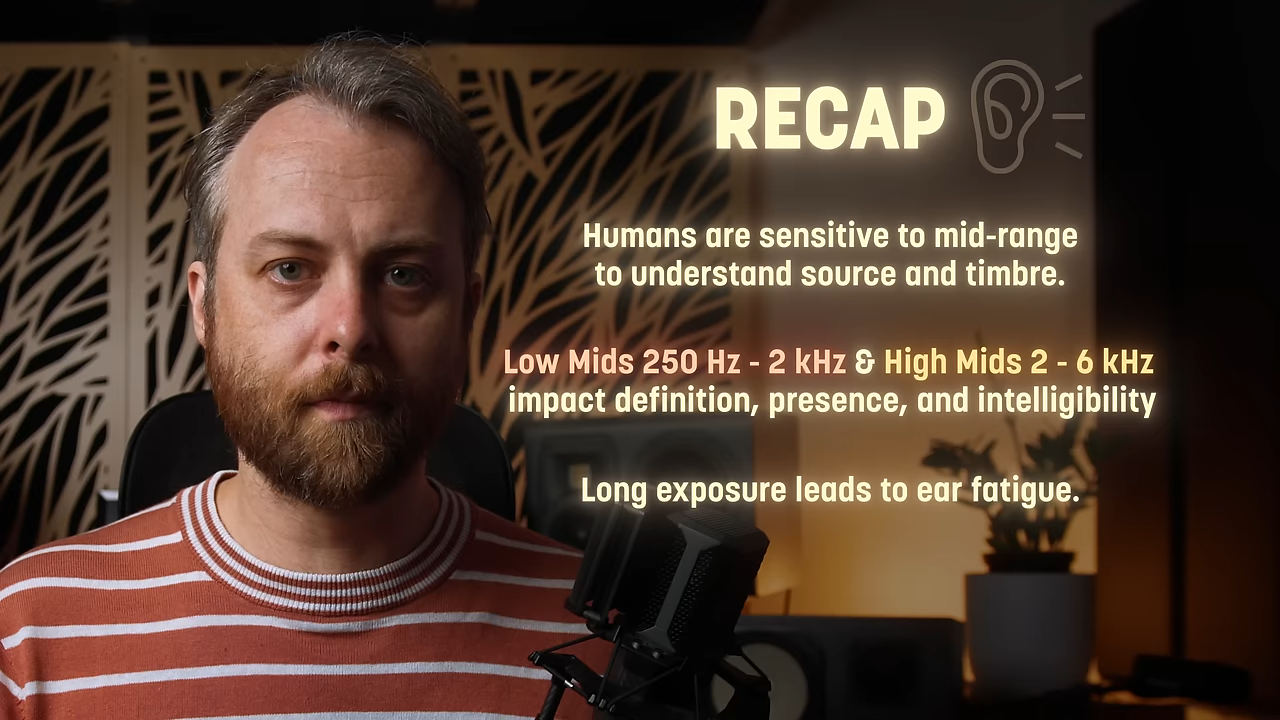 RECAP
Humans are sensitive to mid-range
to understand source and timbre.
Low Mids 250 Hz - 2 kHz & High Mids 2 - 6 kHz
impact definition, presence, and intelligibility
Long exposure leads to ear fatigue.